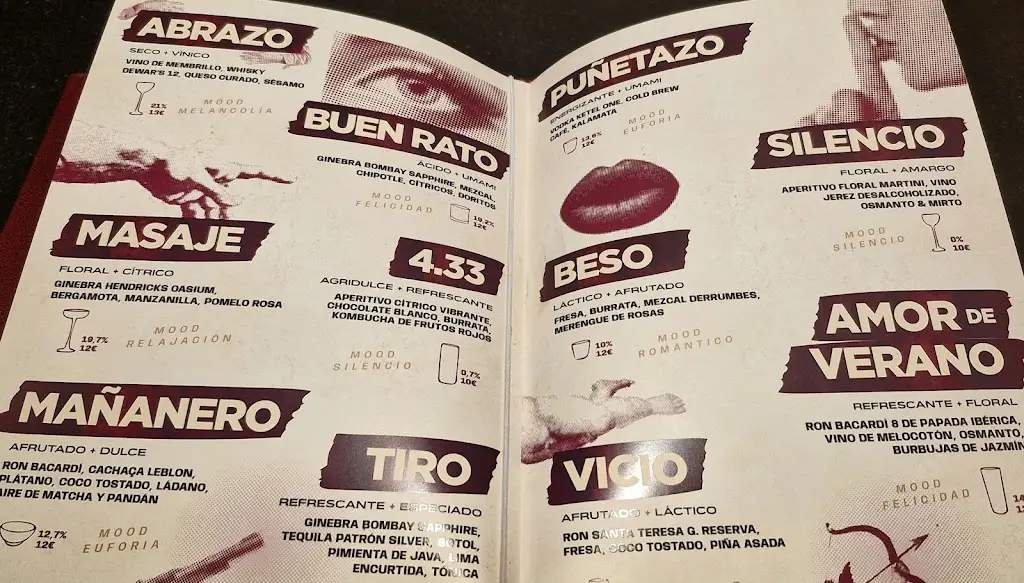 ABRAZO
SECO + VÍNICO
VINO DE MEMBRILLO, WHISKY
DEWAR'S 12, QUESO CURADO, SÉSAMO
21%
13€
MOOD
MELANCOLÍA
BUEN RATO
ÁCIDO + UMAMI
GINEBRA BOMBAY SAPPHIRE, MEZCAL,
CHIPOTLE, CÍTRICOS, DORITOS
MOOD
FELICIDAD
19,2%
12€
MASAJE
FLORAL + CÍTRICO
GINEBRA HENDRICKS OASIUM,
BERGAMOTA, MANZANILLA, POMELO ROSA
19,7%
12€
MOOD
RELAJACIÓN
4.33
AGRIDULCE + REFRESCANTE
APERITIVO CÍTRICO VIBRANTE,
CHOCOLATE BLANCO, BURRATA,
KOMBUCHA DE FRUTOS ROJOS
MOOD
SILENCIO
0,7%
10€
MAÑANERO
AFRUTADO + DULCE
RON BACARDÍ, CACHAÇA LEBLON,
PLÁTANO, COCO TOSTADO, LÁDANO,
AIRE DE MATCHA Y PANDÁN
12,7%
12€
MOOD
EUFORIA
TIRO
REFRESCANTE + ESPECIADO
GINEBRA BOMBAY SAPPHIRE,
TEQUILA PATRÓN SILVER, SOTOL,
PIMIENTA DE JAVA, LIMA
ENCURTIDA, TÓNICA
PUÑETAZO
ENERGIZANTE + UMAMI
VODKA KETEL ONE, COLD BREW
CAFÉ, KALAMATA
13,6%
12€
MOOD
EUFORIA
SILENCIO
FLORAL + AMARGO
APERITIVO FLORAL MARTINI, VINO
JEREZ DESALCOHOLIZADO,
OSMANTO & MIRTO
MOOD
SILENCIO
0%
10€
BESO
LÁCTICO + AFRUTADO
FRESA, BURRATA, MEZCAL DERRUMBES,
MERENGUE DE ROSAS
10%
12€
MOOD
ROMÁNTICO
AMOR DE
VERANO
REFRESCANTE + FLORAL
RON BACARDÍ 8 DE PAPADA IBÉRICA,
VINO DE MELOCOTÓN, OSMANTO,
BURBUJAS DE JAZMÍN
MOOD
FELICIDAD
VICIO
AFRUTADO + LÁCTICO
RON SANTA TERESA G. RESERVA,
FRESA, COCO TOSTADO, PIÑA ASADA